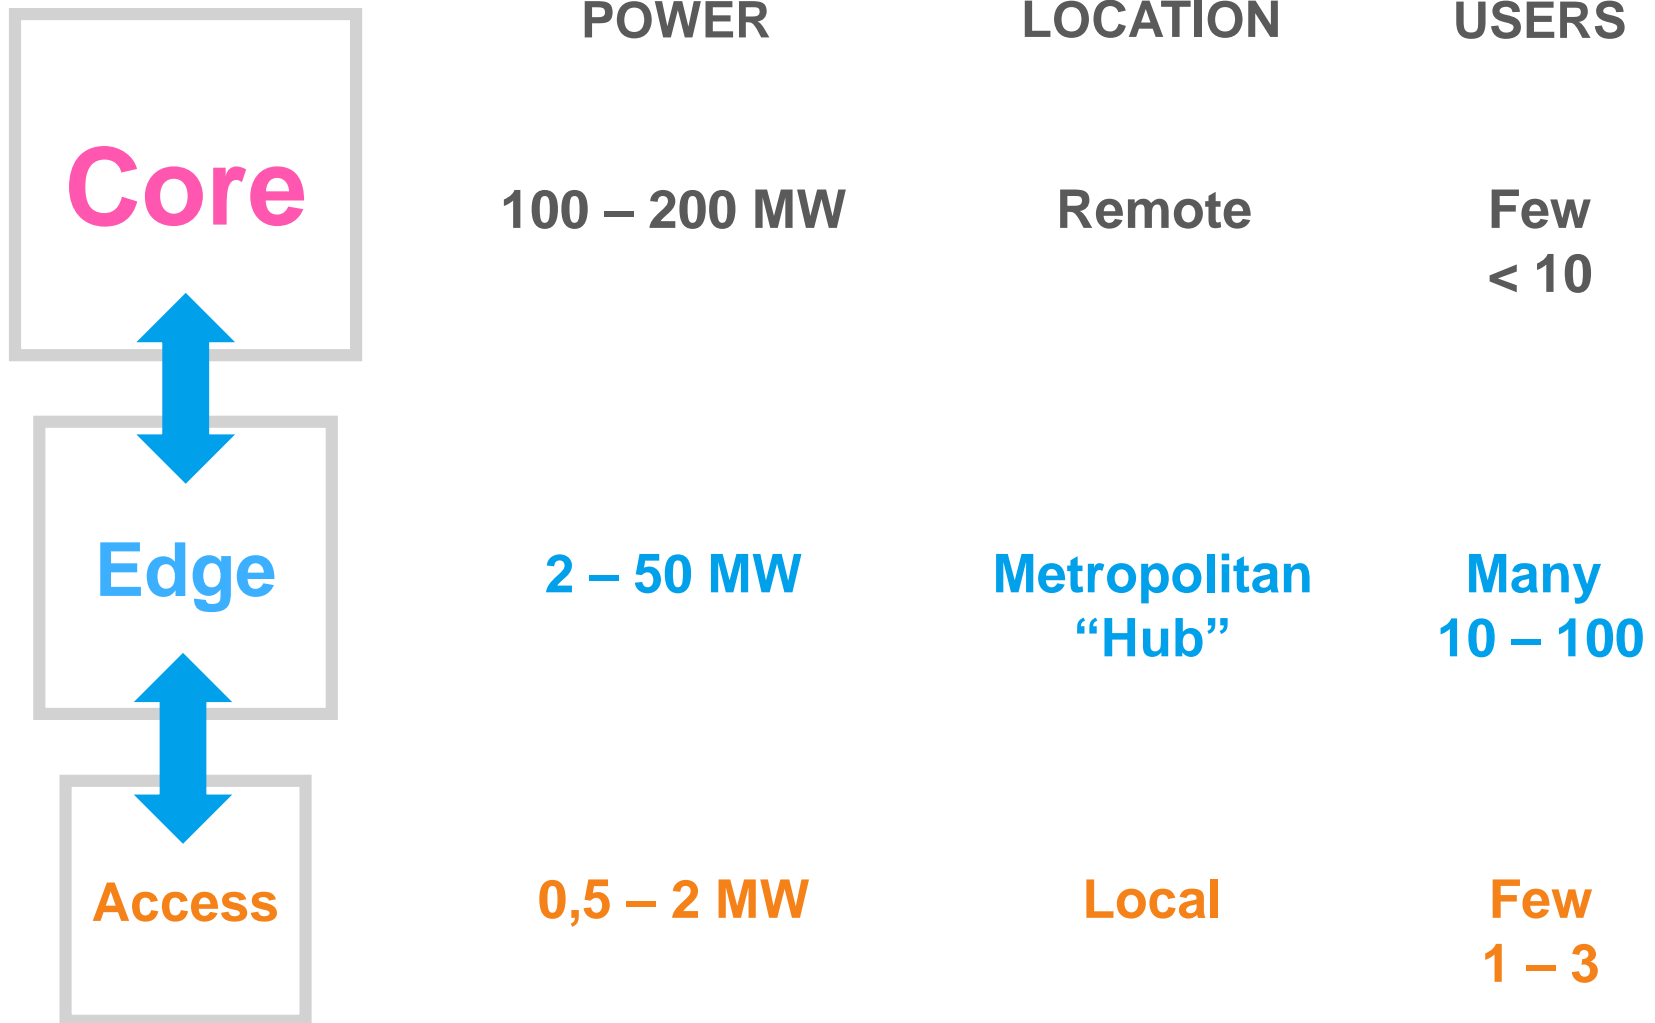 POWER LOCATION USERS
Core 100 – 200 MW Remote Few
< 10
Edge 2 – 50 MW Metropolitan Many
“Hub” 10 – 100
Access 0,5 – 2 MW Local Few
1 – 3